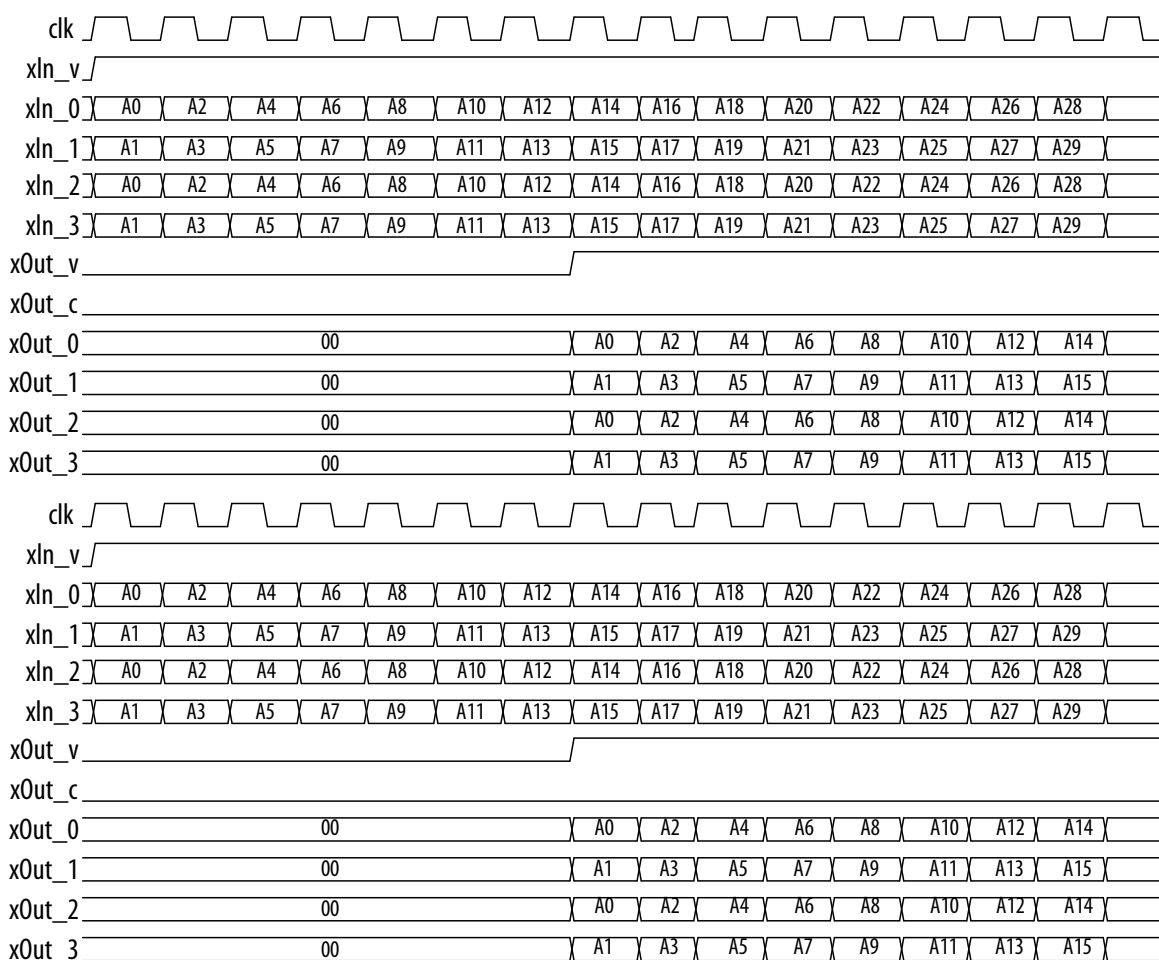 clk
xIn_v
xIn_0 A0 A2 A4 A6 A8 A10 A12 A14 A16 A18 A20 A22 A24 A26 A28
xIn_1 A1 A3 A5 A7 A9 A11 A13 A15 A17 A19 A21 A23 A25 A27 A29
xIn_2 A0 A2 A4 A6 A8 A10 A12 A14 A16 A18 A20 A22 A24 A26 A28
xIn_3 A1 A3 A5 A7 A9 A11 A13 A15 A17 A19 A21 A23 A25 A27 A29
xOut_v
xOut_c
xOut_0 00 A0 A2 A4 A6 A8 A10 A12 A14
xOut_1 00 A1 A3 A5 A7 A9 A11 A13 A15
xOut_2 00 A0 A2 A4 A6 A8 A10 A12 A14
xOut_3 00 A1 A3 A5 A7 A9 A11 A13 A15
clk
xIn_v
xIn_0 A0 A2 A4 A6 A8 A10 A12 A14 A16 A18 A20 A22 A24 A26 A28
xIn_1 A1 A3 A5 A7 A9 A11 A13 A15 A17 A19 A21 A23 A25 A27 A29
xIn_2 A0 A2 A4 A6 A8 A10 A12 A14 A16 A18 A20 A22 A24 A26 A28
xIn_3 A1 A3 A5 A7 A9 A11 A13 A15 A17 A19 A21 A23 A25 A27 A29
xOut_v
xOut_c
xOut_0 00 A0 A2 A4 A6 A8 A10 A12 A14
xOut_1 00 A1 A3 A5 A7 A9 A11 A13 A15
xOut_2 00 A0 A2 A4 A6 A8 A10 A12 A14
xOut_3 00 A1 A3 A5 A7 A9 A11 A13 A15